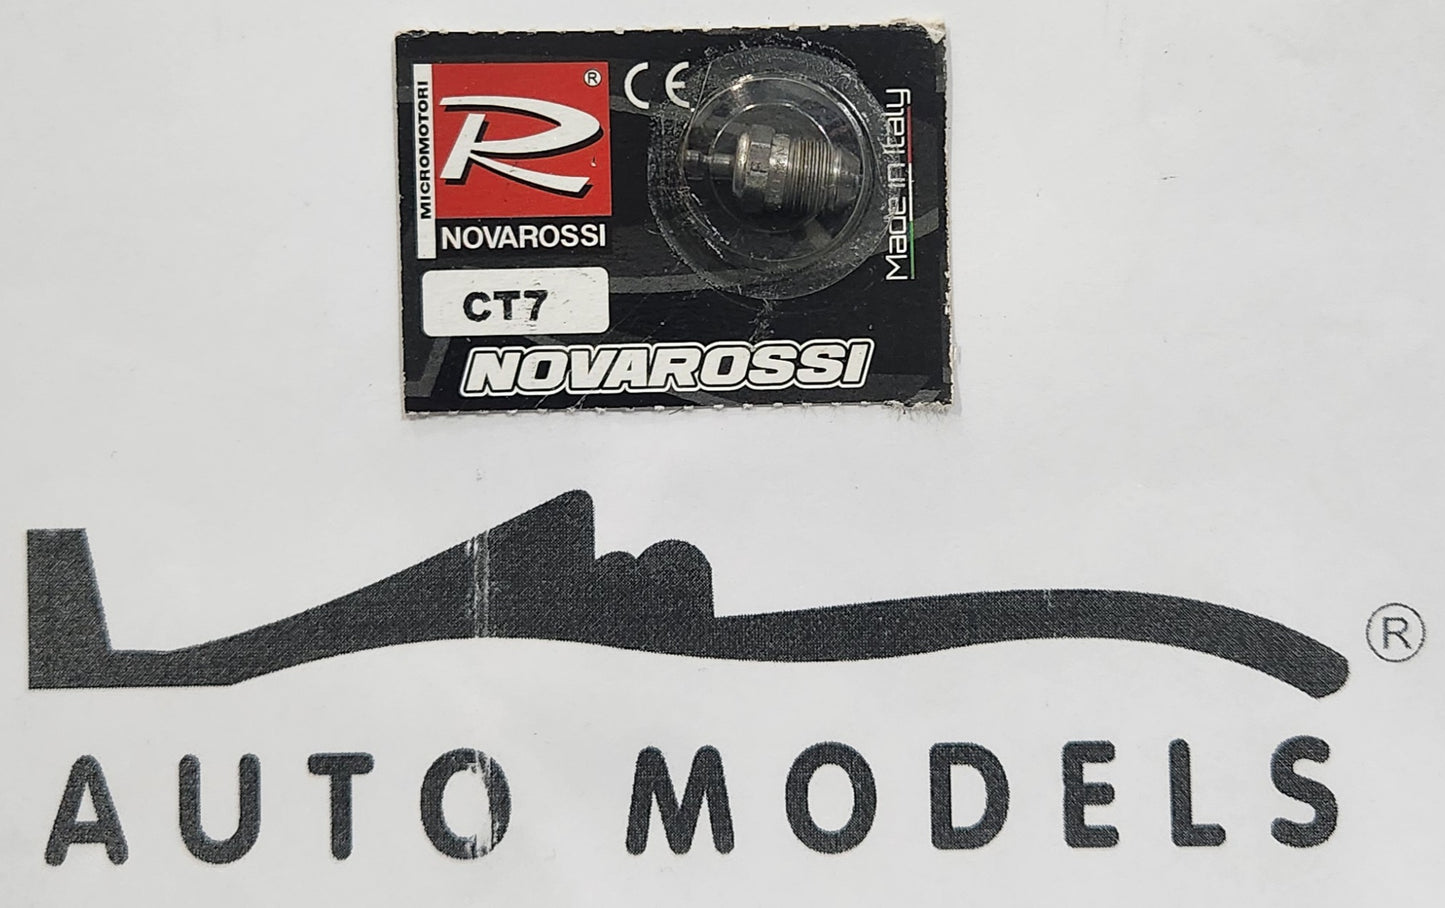 MICROMOTORI
R ®
CE
NOVAROSSI
Made in Italy
CT7
NOVAROSSI
®
AUTO MODELS